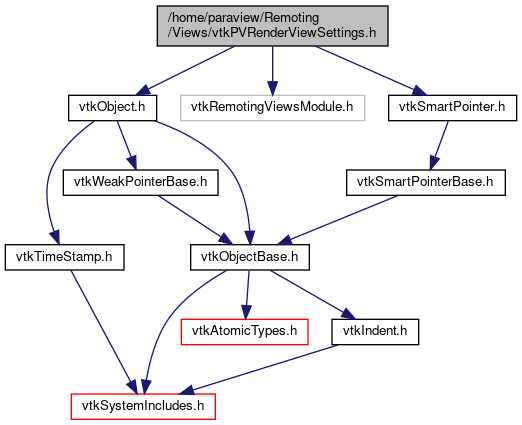 /home/paraview/Remoting
/Views/vtkPVRenderViewSettings.h
vtkObject.h
vtkRemotingViewsModule.h
vtkSmartPointer.h
vtkWeakPointerBase.h
vtkSmartPointerBase.h
vtkTimeStamp.h
vtkObjectBase.h
vtkAtomicTypes.h
vtkIndent.h
vtkSystemIncludes.h